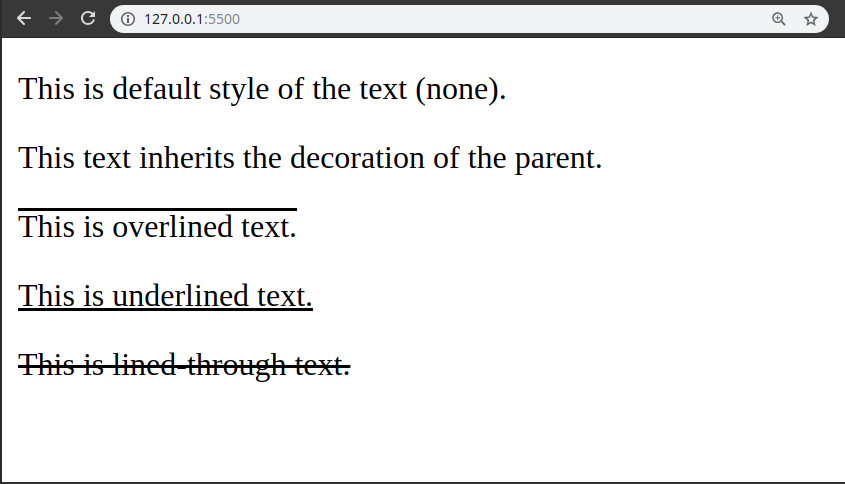 127.0.0.1:5500
This is default style of the text (none).
This text inherits the decoration of the parent.
This is overlined text.
This is underlined text.
This is lined-through text.